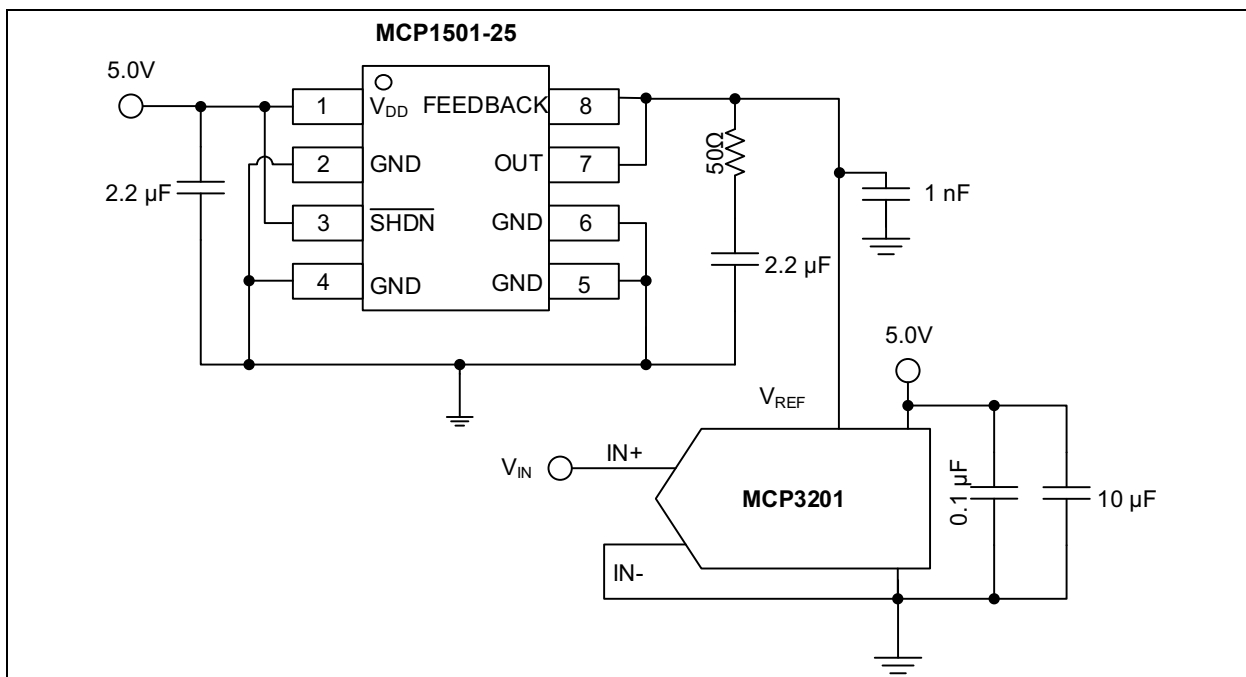 MCP1501-25
5.0V
1
V_DD
FEEDBACK
8
2
GND
OUT
7
3
SHDN
GND
6
4
GND
GND
5
2.2 µF
50Ω
2.2 µF
1 nF
5.0V
V_REF
V_IN
IN+
MCP3201
IN-
0.1 µF
10 µF